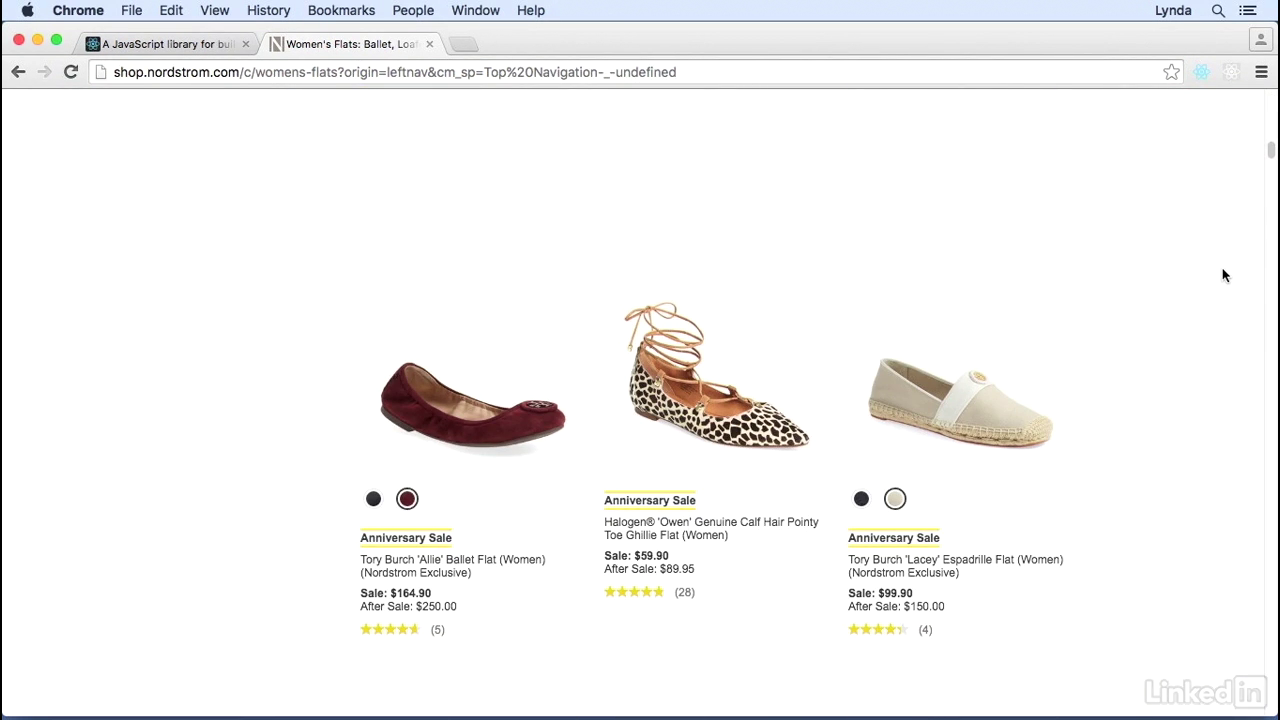 Chrome File Edit View History Bookmarks People Window Help Lynda
A JavaScript library for buil
Women's Flats: Ballet, Loaf
shop.nordstrom.com/c/womens-flats?origin=leftnav&cm_sp=Top%20Navigation-_-undefined
Anniversary Sale
Tory Burch 'Allie' Ballet Flat (Women)
(Nordstrom Exclusive)
Sale: $164.90
After Sale: $250.00
(5)
Anniversary Sale
Halogen® 'Owen' Genuine Calf Hair Pointy
Toe Ghillie Flat (Women)
Sale: $59.90
After Sale: $89.95
(28)
Anniversary Sale
Tory Burch 'Lacey' Espadrille Flat (Women)
(Nordstrom Exclusive)
Sale: $99.90
After Sale: $150.00
(4)
Linked in